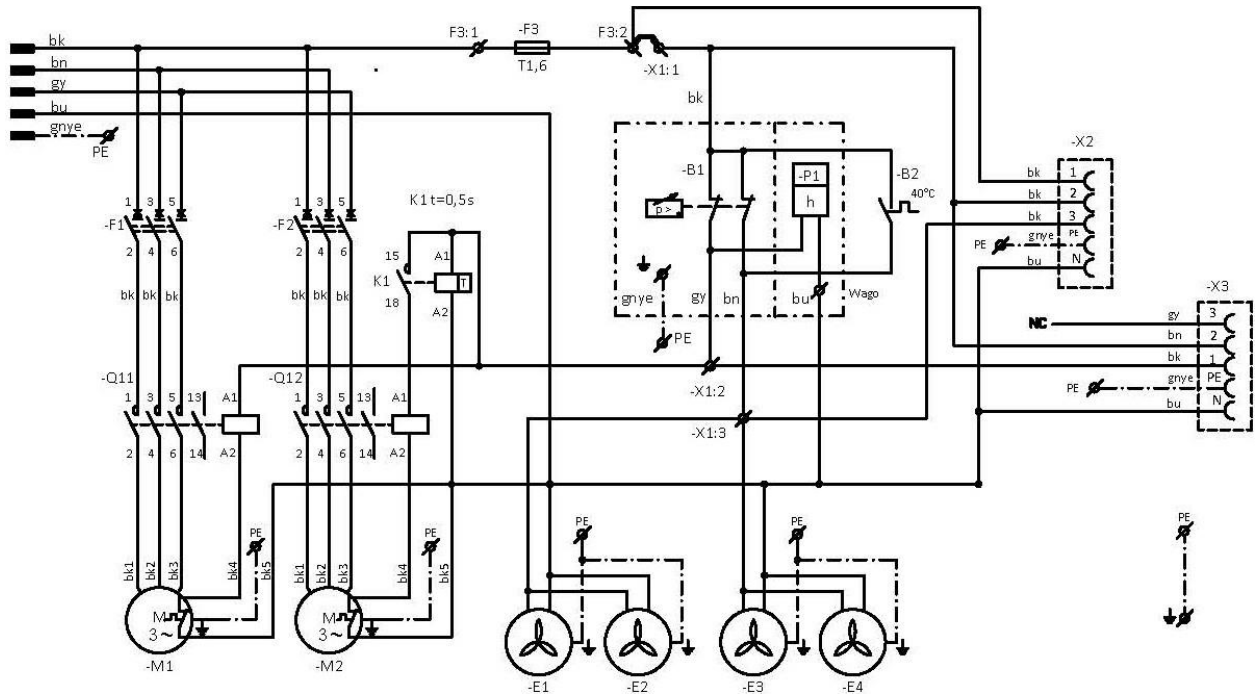 bk
bn
gy
bu
gnye
PE
F3:1
-F3
T1,6
F3:2
-X1:1
bk
-B1
p >
-P1
h
-B2
40°C
gnye
gy
bn
bu
Wago
PE
-X1:2
-X1:3
-X2
bk 1
bk 2
bk 3
PE gnye PE
bu N
-X3
NC
gy 3
bn 2
bk 1
PE gnye PE
bu N
1 3 5
-F1
2 4 6
bk bk bk
1 3 5
-F2
2 4 6
bk bk bk
K1 t=0,5s
15 A1
K1 T
18 A2
-Q11
1 3 5 13 A1
2 4 6 14 A2
-Q12
1 3 5 13 A1
2 4 6 14 A2
bk1 bk2 bk3 bk4 bk5
PE
M
3 ~
-M1
bk1 bk2 bk3 bk4 bk5
PE
M
3 ~
-M2
PE
-E1
-E2
PE
-E3
-E4
PE